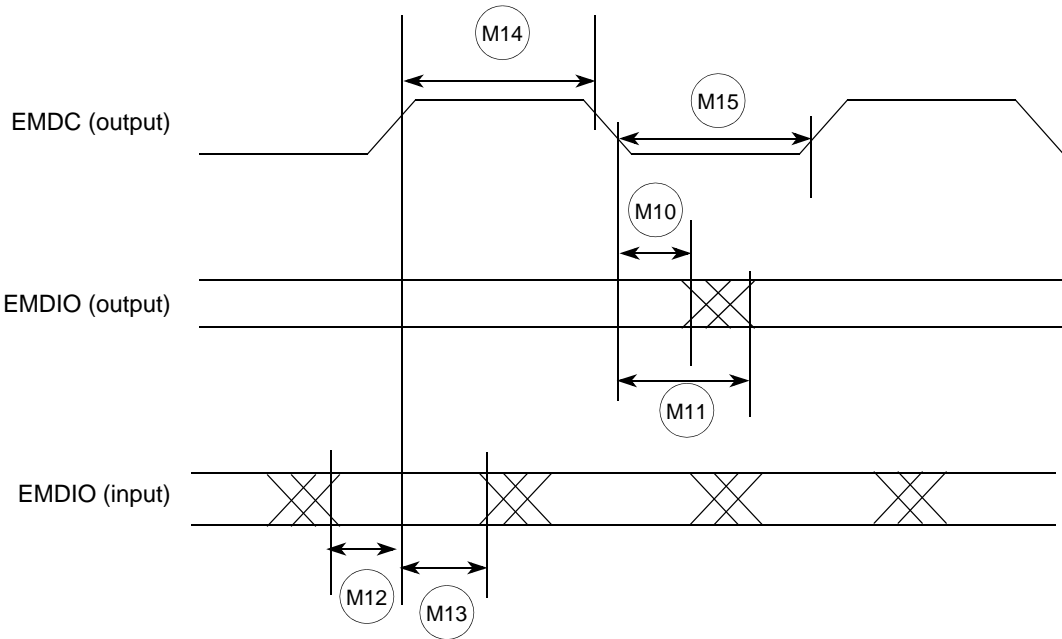 M14
EMDC (output)
M15
M10
EMDIO (output)
M11
EMDIO (input)
M12
M13